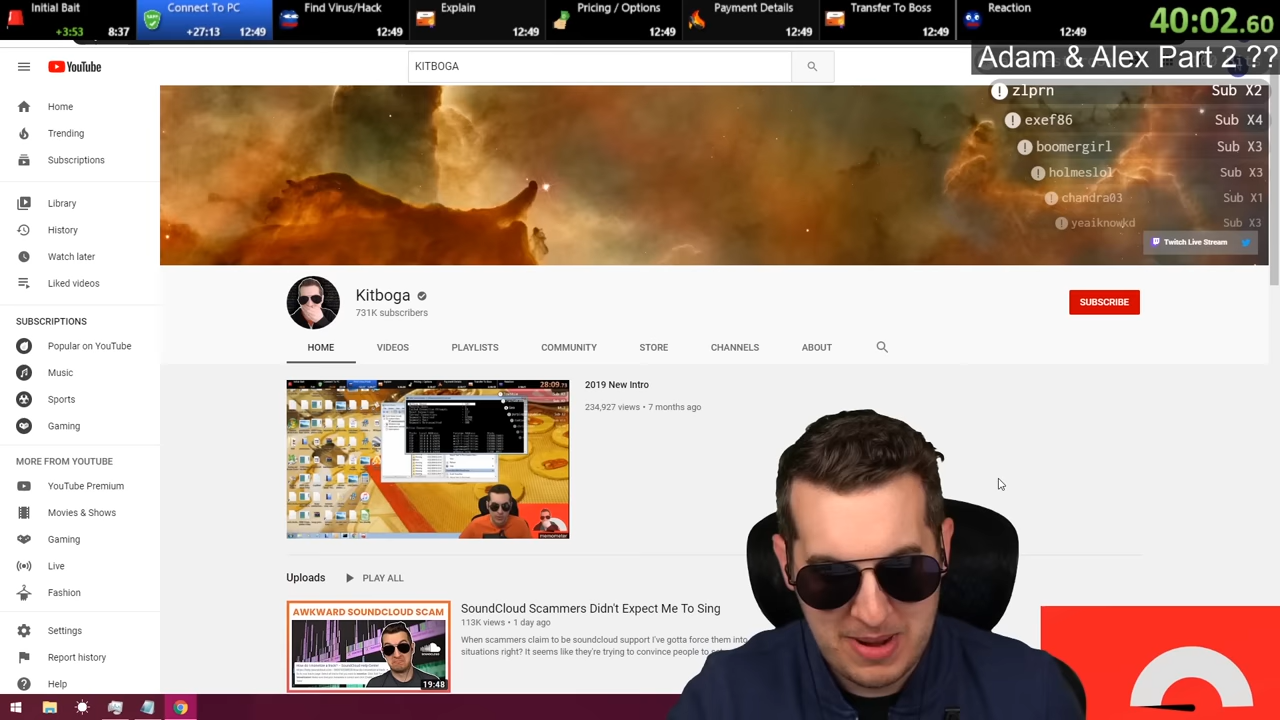 Initial Bait
+3:53 8:37
Connect To PC
+27:13 12:49
Find Virus/Hack
12:49
Explain
12:49
Pricing / Options
12:49
Payment Details
12:49
Transfer To Boss
12:49
Reaction
12:49
40:02.60
Adam & Alex Part 2 ??
YouTube
KITBOGA
zlprn Sub X2
exef86 Sub X4
boomergirl Sub X3
holmeslol Sub X3
chandra03 Sub X1
yeaiknowkd Sub X3
Twitch Live Stream
Home
Trending
Subscriptions
Library
History
Watch later
Liked videos
SUBSCRIPTIONS
Popular on YouTube
Music
Sports
Gaming
MORE FROM YOUTUBE
YouTube Premium
Movies & Shows
Gaming
Live
Fashion
Settings
Report history
Kitboga
731K subscribers
SUBSCRIBE
HOME VIDEOS PLAYLISTS COMMUNITY STORE CHANNELS ABOUT
28:09
2019 New Intro
234,927 views • 7 months ago
Uploads PLAY ALL
AWKWARD SOUNDCLOUD SCAM
SOUNDCLOUD
19:48
SoundCloud Scammers Didn't Expect Me To Sing
113K views • 1 day ago
When scammers claim to be soundcloud support I've gotta force them into
situations right? It seems like they're trying to convince people to